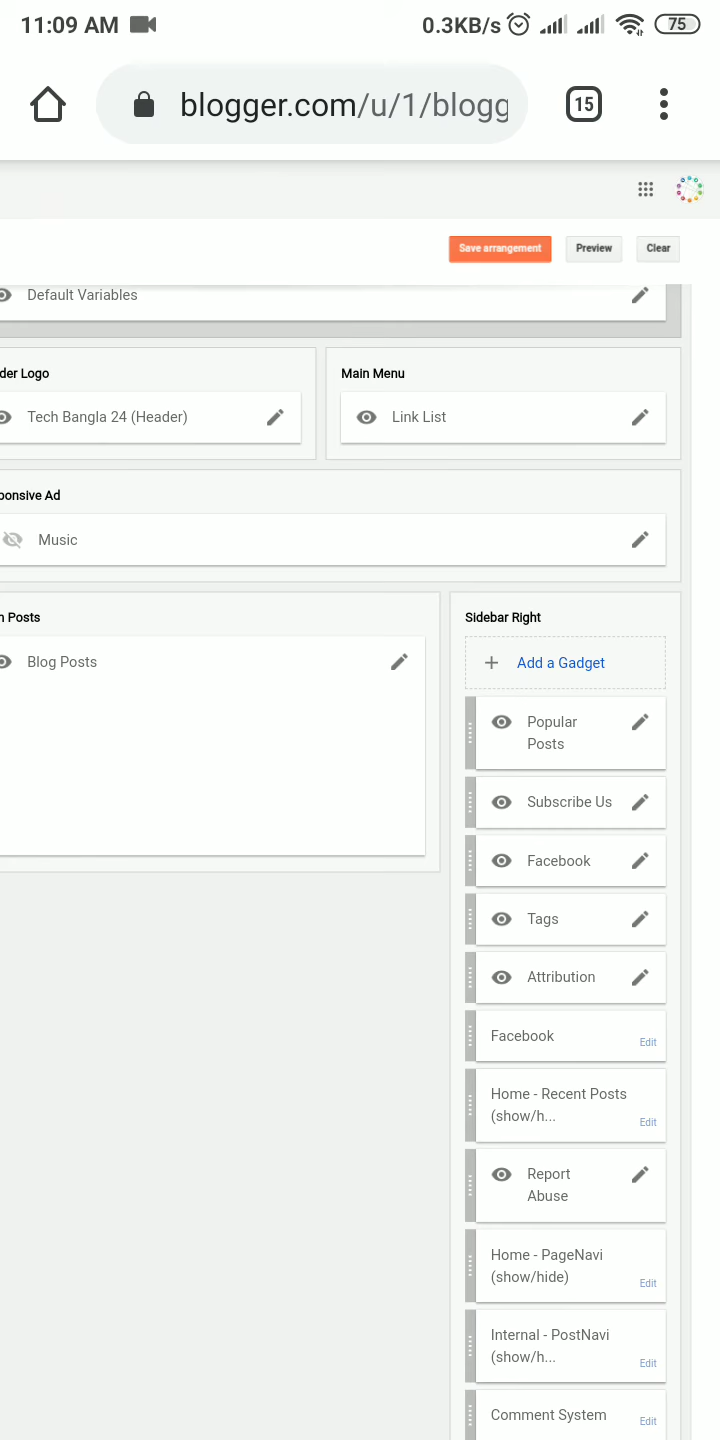 11:09 AM
0.3KB/s
75
blogger.com/u/1/blogg
15
Save arrangement
Preview
Clear
Default Variables
der Logo
Main Menu
Tech Bangla 24 (Header)
Link List
ponsive Ad
Music
n Posts
Sidebar Right
Blog Posts
Add a Gadget
Popular
Posts
Subscribe Us
Facebook
Tags
Attribution
Facebook
Edit
Home - Recent Posts
(show/h...
Edit
Report
Abuse
Home - PageNavi
(show/hide)
Edit
Internal - PostNavi
(show/h...
Edit
Comment System
Edit